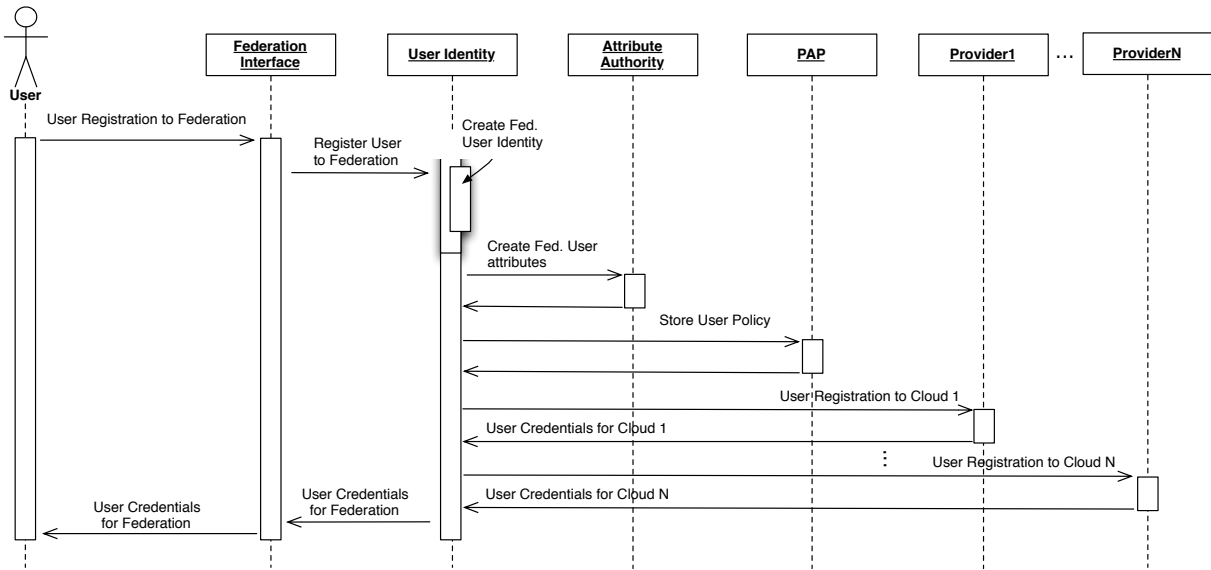 User
Federation
Interface
User Identity
Attribute
Authority
PAP
Provider1
...
ProviderN
User Registration to Federation
Create Fed.
User Identity
Register User
to Federation
Create Fed. User
attributes
Store User Policy
User Registration to Cloud 1
User Credentials for Cloud 1
...
User Registration to Cloud N
User Credentials for Cloud N
User Credentials
for Federation
User Credentials
for Federation